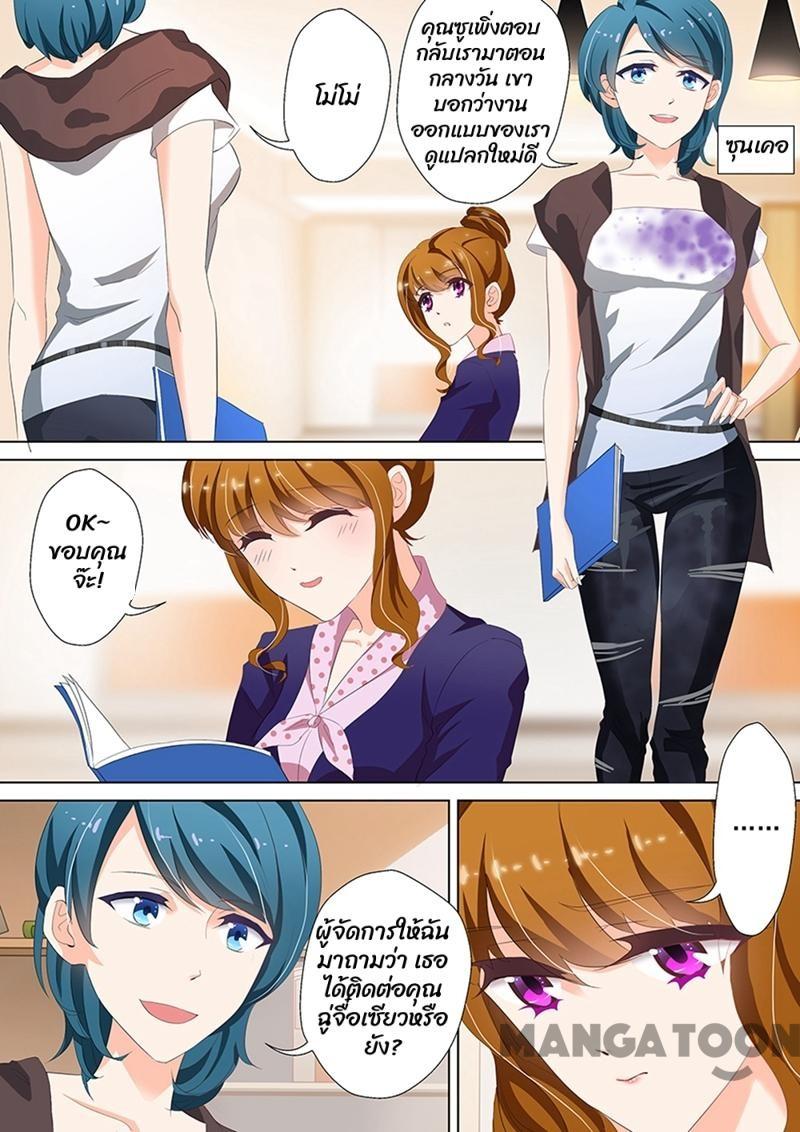 โม่โม่
คุณซูเพิ่งตอบ
กลับเรามาตอน
กลางวัน เขา
บอกว่างาน
ออกแบบของเรา
ดูแปลกใหม่ดี
ซุนเคอ
OK~
ขอบคุณ
จ๊ะ!
ผู้จัดการให้ฉัน
มาถามว่า เธอ
ได้ติดต่อคุณ
ฉู่จื่อเซียวหรือ
ยัง?
......
MANGATOON